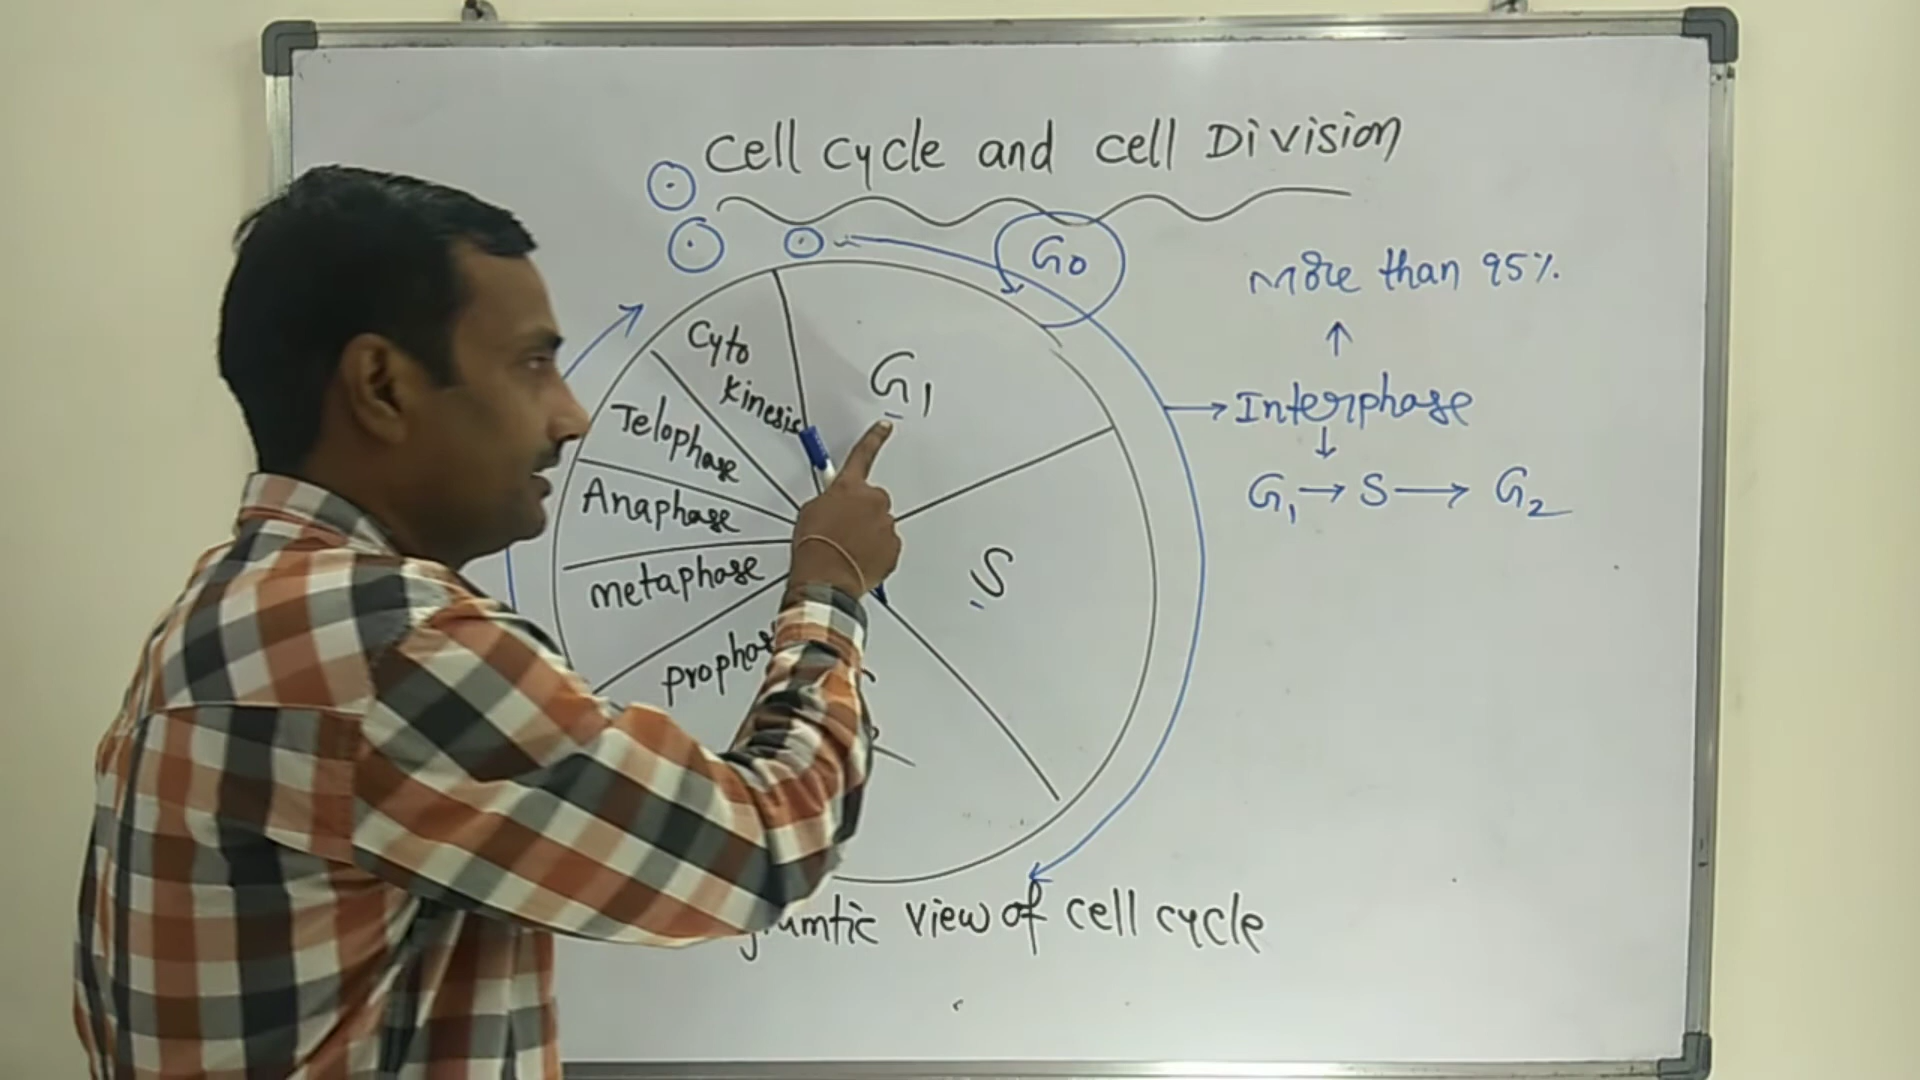 Cell Cycle and Cell Division
G0
More than 95%
↑
→ Interphase
↓
G1 → S → G2
Cyto
Kinesis
G1
Telophase
Anaphase
metaphase
S
view of cell cycle